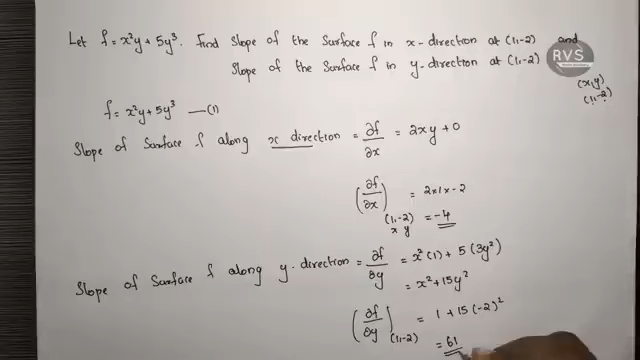 Let f = x²y + 5y³. Find Slope of the Surface f in x-direction at (1,-2) and
Slope of the Surface f in y-direction at (1,-2)
RVS
(x,y)
(1,-2)
f = x²y + 5y³ —(1)
Slope of Surface f along x direction = ∂f/∂x = 2xy + 0
(∂f/∂x)(1,-2) = 2x1x-2
x y = -4
Slope of Surface f along y-direction = ∂f/∂y = x²(1) + 5(3y²)
= x² + 15y²
(∂f/∂y)(1,-2) = 1 + 15(-2)²
= 61